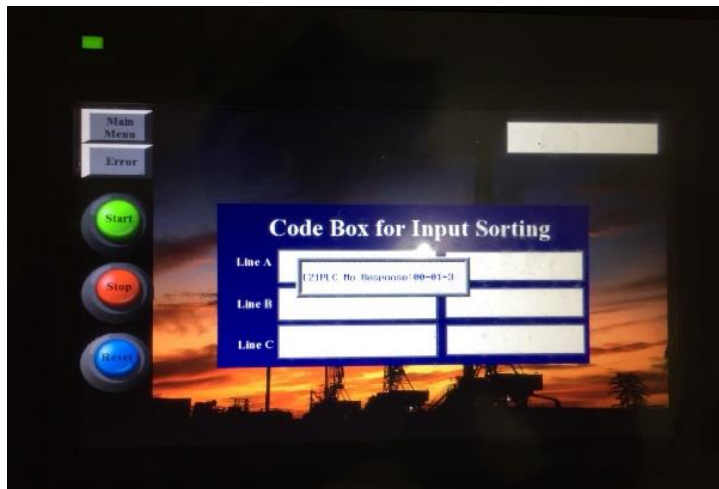 Main
Menu
Error
Start
Stop
Reset
Code Box for Input Sorting
Line A
[2]PLC No Response:00-01-3
Line B
Line C